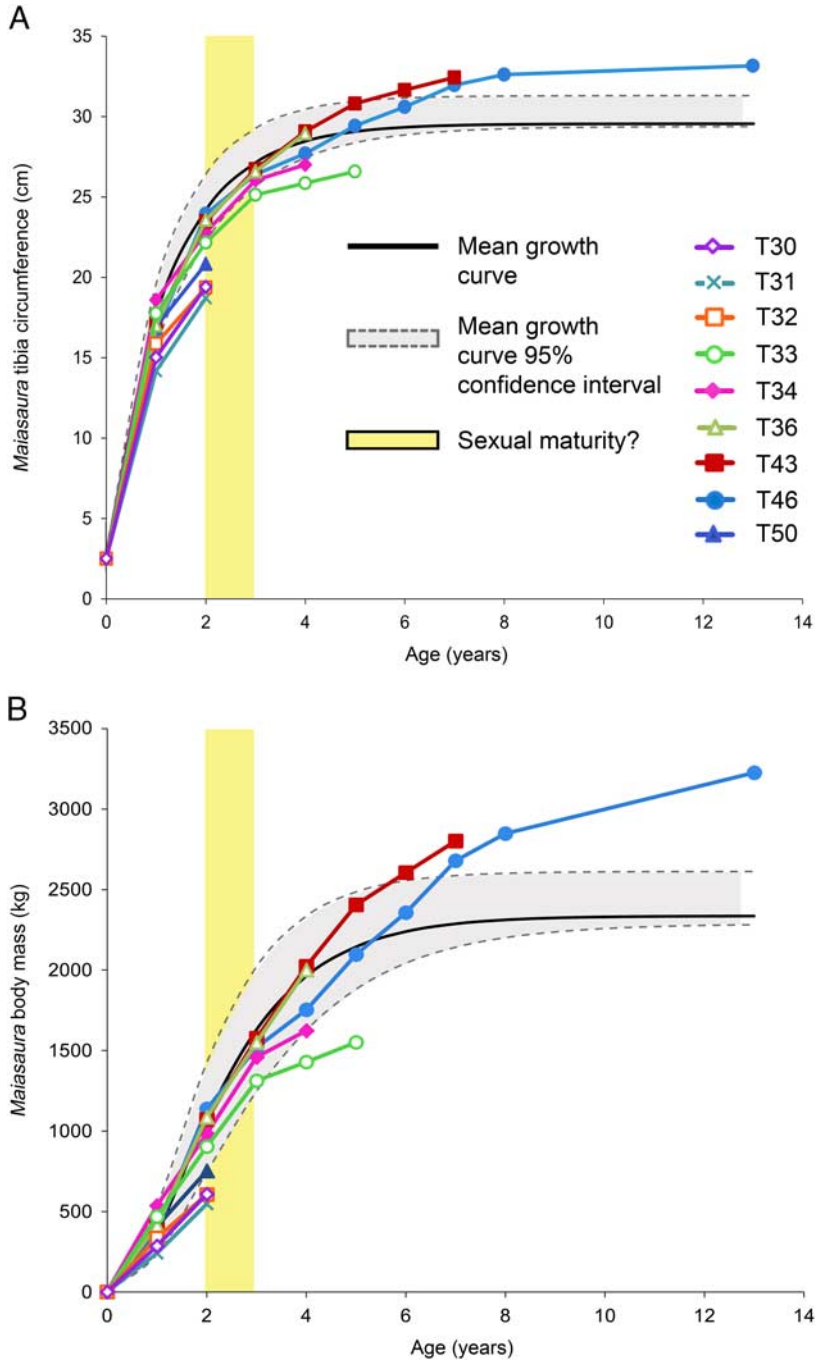 A
35
30
25
20
15
10
5
0
Maiasaura tibia circumference (cm)
Mean growth
curve
Mean growth
curve 95%
confidence interval
Sexual maturity?
T30
T31
T32
T33
T34
T36
T43
T46
T50
0 2 4 6 8 10 12 14
Age (years)
B
3500
3000
2500
2000
1500
1000
500
0
Maiasaura body mass (kg)
0 2 4 6 8 10 12 14
Age (years)